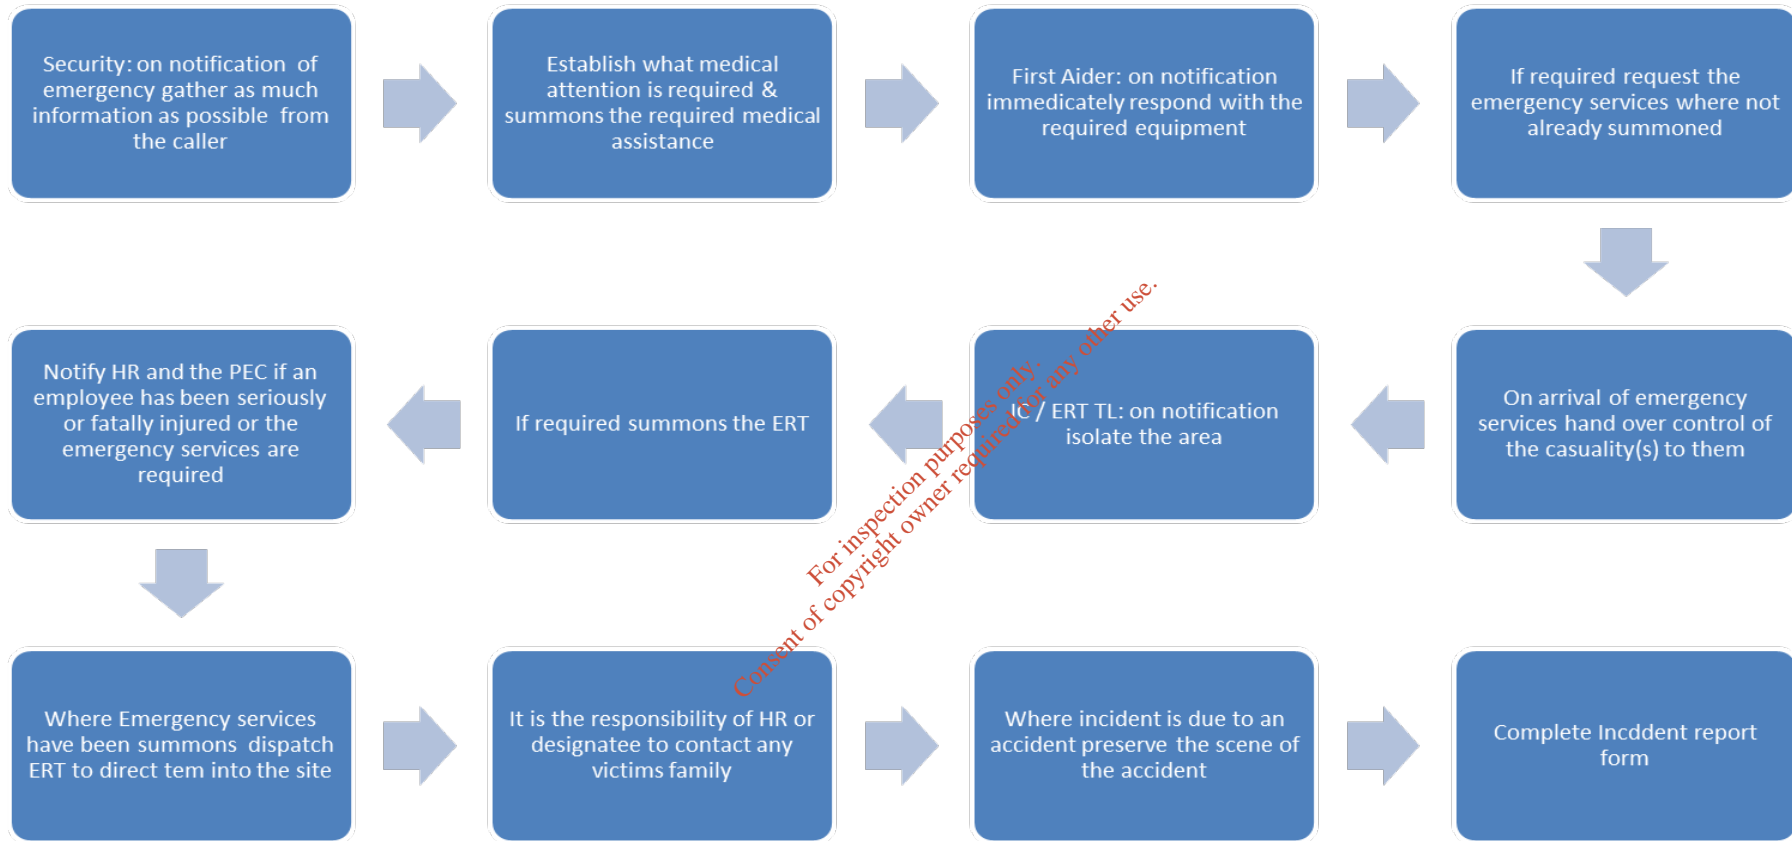 Security: on notification of
emergency gather as much
information as possible from
the caller
Establish what medical
attention is required &
summons the required medical
assistance
First Aider: on notification
immedicately respond with the
required equipment
If required request the
emergency services where not
already summoned
On arrival of emergency
services hand over control of
the casuality(s) to them
IC / ERT TL: on notification
isolate the area
If required summons the ERT
Notify HR and the PEC if an
employee has been seriously
or fatally injured or the
emergency services are
required
Where Emergency services
have been summons dispatch
ERT to direct tem into the site
It is the responsibility of HR or
designatee to contact any
victims family
Where incident is due to an
accident preserve the scene of
the accident
Complete Incddent report
form
For inspection purposes only.
Consent of copyright owner required for any other use.